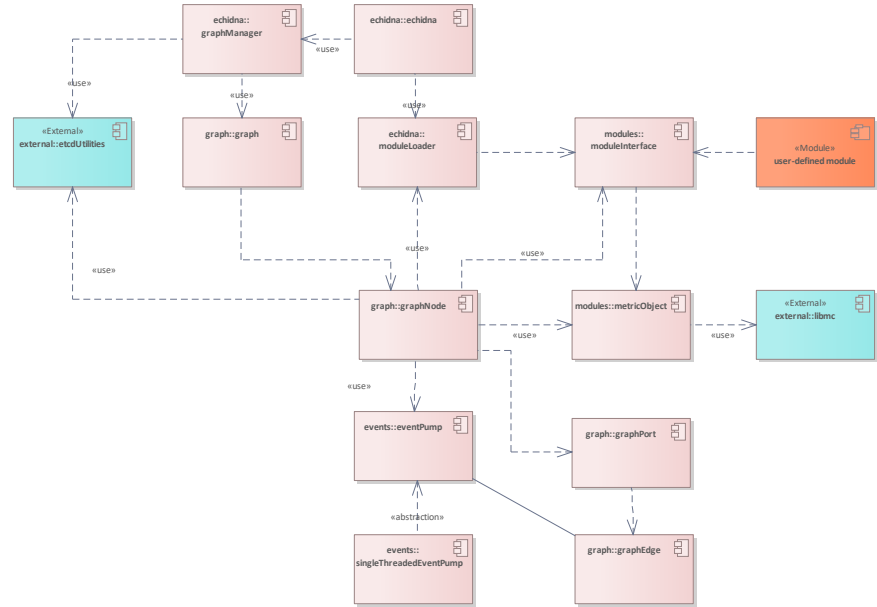 echidna::
graphManager
echidna::echidna
«use»
«use»
«use»
«use»
«External»
external::etcdUtilities
graph::graph
echidna::
moduleLoader
modules::
moduleInterface
«Module»
user-defined module
«use»
«use»
«use»
graph::graphNode
modules::metricObject
«External»
external::libmc
«use»
«use»
«use»
events::eventPump
graph::graphPort
«abstraction»
events::
singleThreadedEventPump
graph::graphEdge